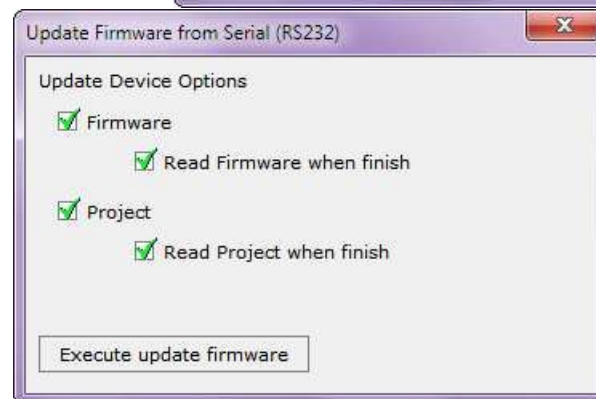 Update Firmware from Serial (RS232)
Update Device Options
Firmware
Read Firmware when finish
Project
Read Project when finish
Execute update firmware